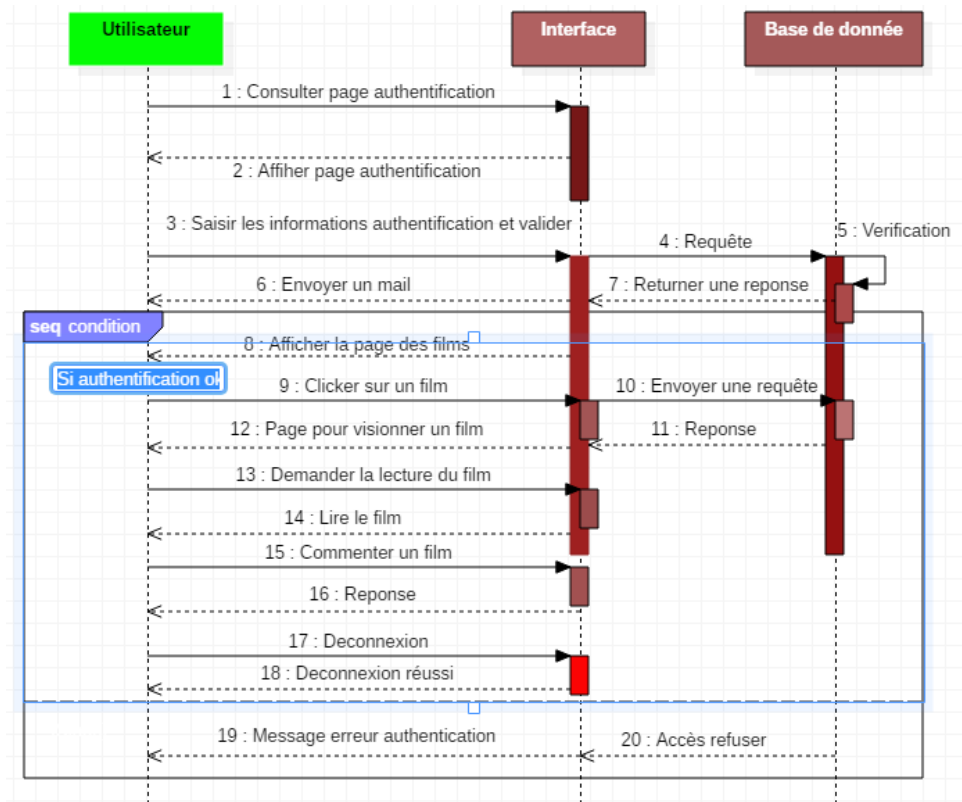 Utilisateur
Interface
Base de donnée
1 : Consulter page authentification
2 : Affiher page authentification
3 : Saisir les informations authentification et valider
4 : Requête
5 : Verification
6 : Envoyer un mail
7 : Returner une reponse
seq condition
8 : Afficher la page des films
Si authentification ok
9 : Clicker sur un film
10 : Envoyer une requête
12 : Page pour visionner un film
11 : Reponse
13 : Demander la lecture du film
14 : Lire le film
15 : Commenter un film
16 : Reponse
17 : Deconnexion
18 : Deconnexion réussi
19 : Message erreur authentication
20 : Accès refuser